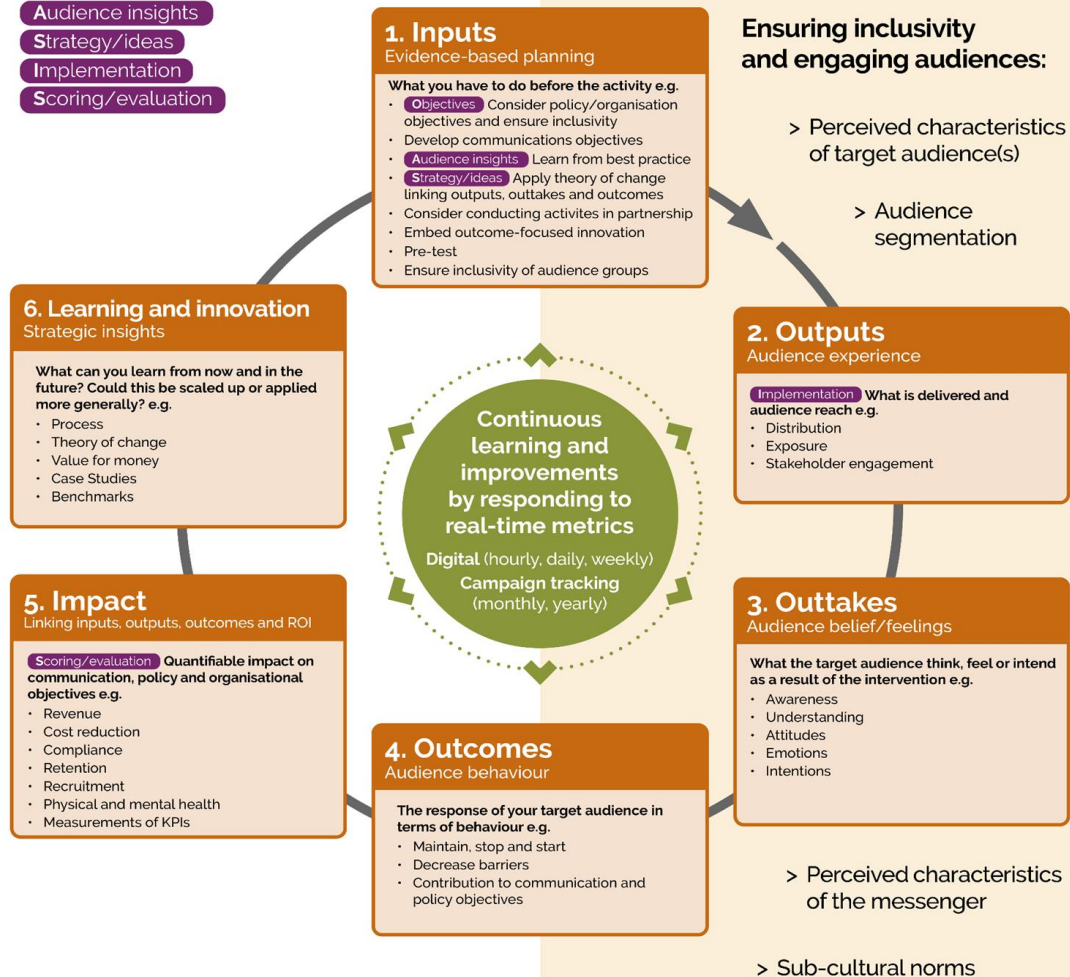 Audience insights
Strategy/ideas
Implementation
Scoring/evaluation
1. Inputs
Evidence-based planning
What you have to do before the activity e.g.
• Objectives Consider policy/organisation
objectives and ensure inclusivity
• Develop communications objectives
• Audience insights Learn from best practice
• Strategy/ideas Apply theory of change
linking outputs, outtakes and outcomes
• Consider conducting activites in partnership
• Embed outcome-focused innovation
• Pre-test
• Ensure inclusivity of audience groups
Ensuring inclusivity
and engaging audiences:
> Perceived characteristics
of target audience(s)
> Audience
segmentation
2. Outputs
Audience experience
Implementation What is delivered and
audience reach e.g.
• Distribution
• Exposure
• Stakeholder engagement
3. Outtakes
Audience belief/feelings
What the target audience think, feel or intend
as a result of the intervention e.g.
• Awareness
• Understanding
• Attitudes
• Emotions
• Intentions
4. Outcomes
Audience behaviour
The response of your target audience in
terms of behaviour e.g.
• Maintain, stop and start
• Decrease barriers
• Contribution to communication and
policy objectives
5. Impact
Linking inputs, outputs, outcomes and ROI
Scoring/evaluation Quantifiable impact on
communication, policy and organisational
objectives e.g.
• Revenue
• Cost reduction
• Compliance
• Retention
• Recruitment
• Physical and mental health
• Measurements of KPIs
6. Learning and innovation
Strategic insights
What can you learn from now and in the
future? Could this be scaled up or applied
more generally? e.g.
• Process
• Theory of change
• Value for money
• Case Studies
• Benchmarks
Continuous
learning and
improvements
by responding to
real-time metrics
Digital (hourly, daily, weekly)
Campaign tracking
(monthly, yearly)
> Perceived characteristics
of the messenger
> Sub-cultural norms